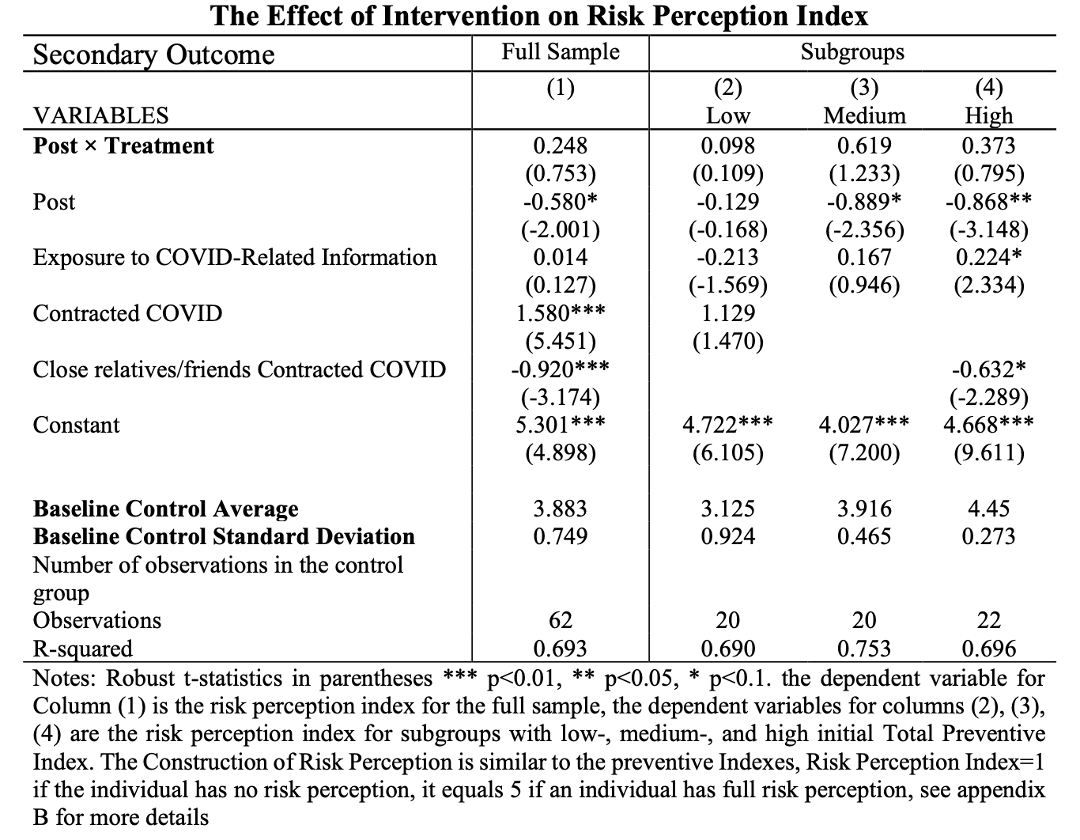 The Effect of Intervention on Risk Perception Index
Secondary Outcome Full Sample Subgroups
(1) (2) (3) (4)
VARIABLES Low Medium High
Post × Treatment 0.248 0.098 0.619 0.373
(0.753) (0.109) (1.233) (0.795)
Post -0.580* -0.129 -0.889* -0.868**
(-2.001) (-0.168) (-2.356) (-3.148)
Exposure to COVID-Related Information 0.014 -0.213 0.167 0.224*
(0.127) (-1.569) (0.946) (2.334)
Contracted COVID 1.580*** 1.129
(5.451) (1.470)
Close relatives/friends Contracted COVID -0.920*** -0.632*
(-3.174) (-2.289)
Constant 5.301*** 4.722*** 4.027*** 4.668***
(4.898) (6.105) (7.200) (9.611)
Baseline Control Average 3.883 3.125 3.916 4.45
Baseline Control Standard Deviation 0.749 0.924 0.465 0.273
Number of observations in the control
group
Observations 62 20 20 22
R-squared 0.693 0.690 0.753 0.696
Notes: Robust t-statistics in parentheses *** p<0.01, ** p<0.05, * p<0.1. the dependent variable for
Column (1) is the risk perception index for the full sample, the dependent variables for columns (2), (3),
(4) are the risk perception index for subgroups with low-, medium-, and high initial Total Preventive
Index. The Construction of Risk Perception is similar to the preventive Indexes, Risk Perception Index=1
if the individual has no risk perception, it equals 5 if an individual has full risk perception, see appendix
B for more details